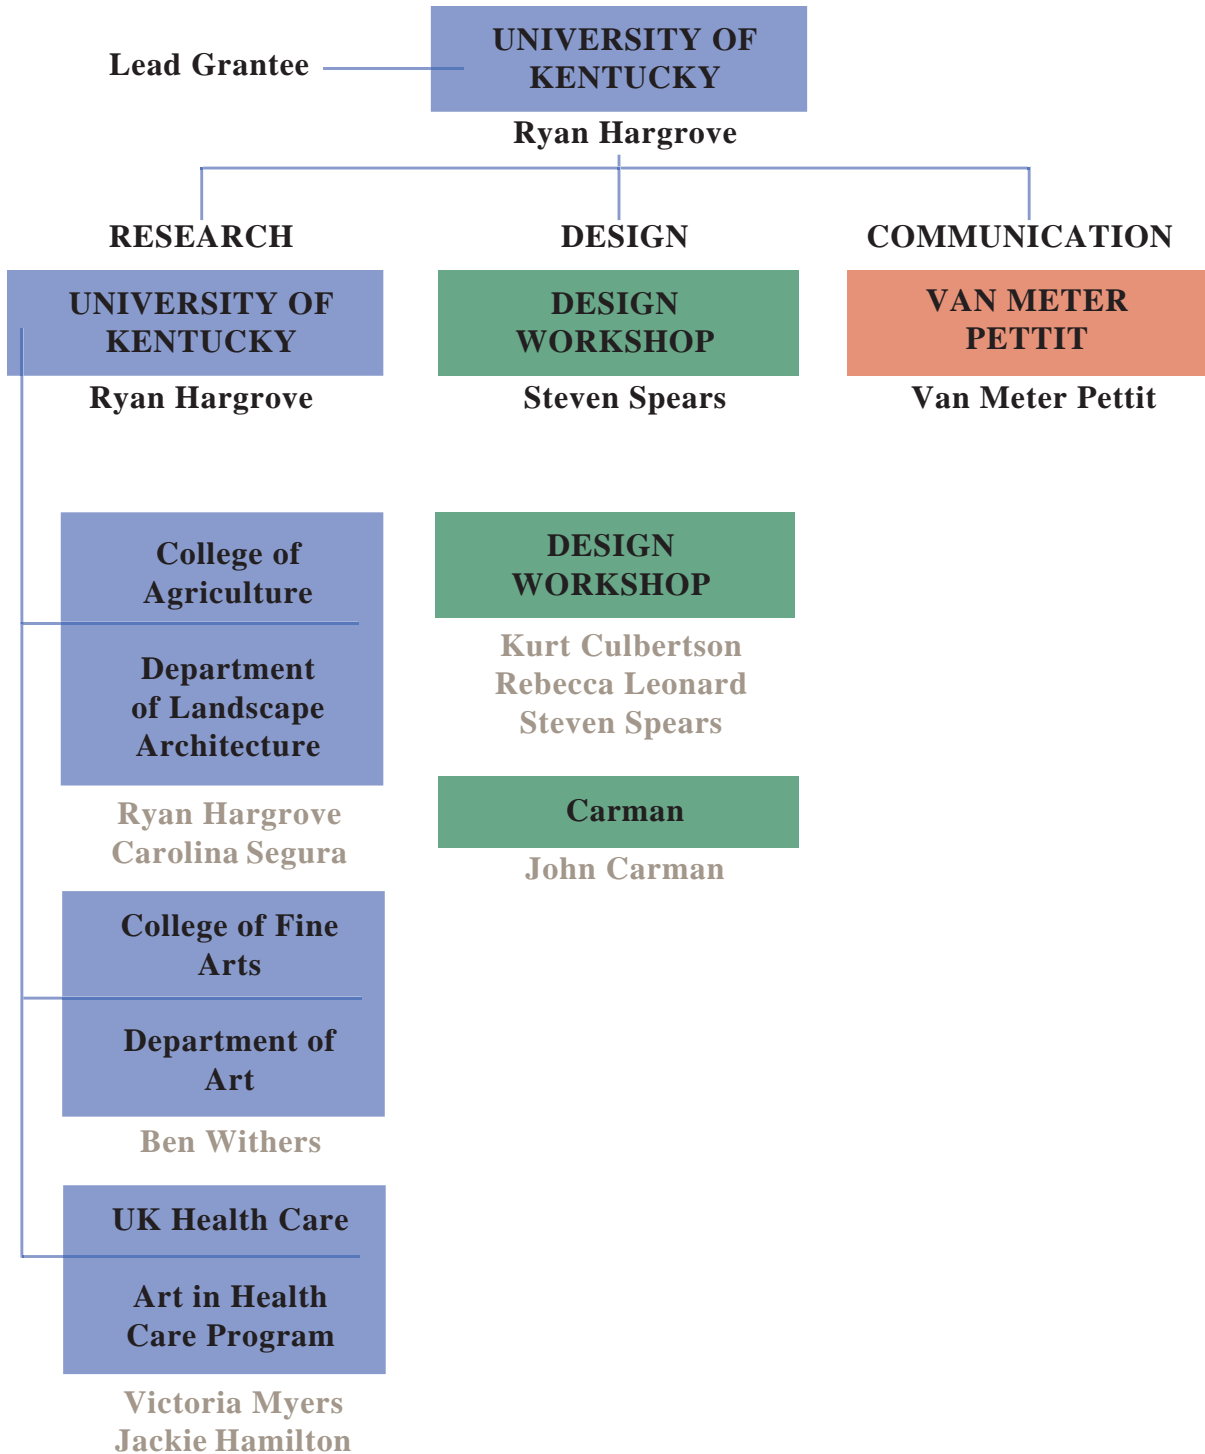 Lead Grantee
UNIVERSITY OF
KENTUCKY
Ryan Hargrove
RESEARCH
UNIVERSITY OF
KENTUCKY
Ryan Hargrove
College of
Agriculture
Department
of Landscape
Architecture
Ryan Hargrove
Carolina Segura
College of Fine
Arts
Department of
Art
Ben Withers
UK Health Care
Art in Health
Care Program
Victoria Myers
Jackie Hamilton
DESIGN
DESIGN
WORKSHOP
Steven Spears
DESIGN
WORKSHOP
Kurt Culbertson
Rebecca Leonard
Steven Spears
Carman
John Carman
COMMUNICATION
VAN METER
PETTIT
Van Meter Pettit